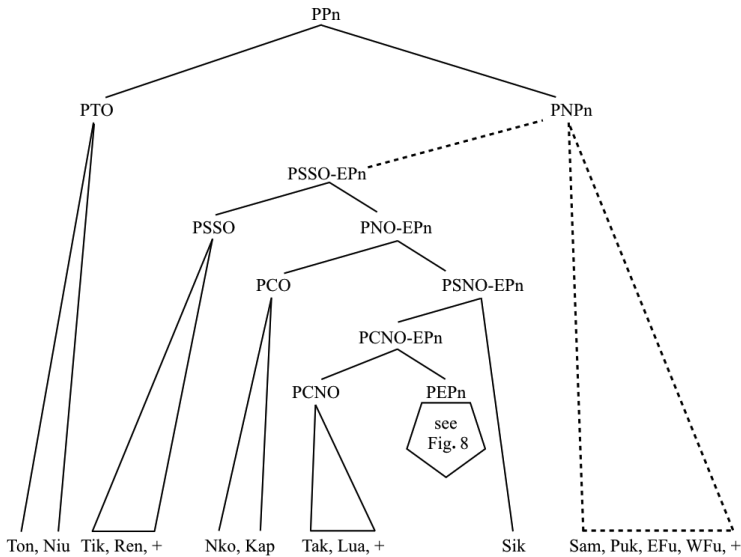 PPn
PTO
PNPn
PSSO-EPn
PSSO
PNO-EPn
PCO
PSNO-EPn
PCNO-EPn
PCNO
PEPn
see
Fig. 8
Ton, Niu
Tik, Ren, +
Nko, Kap
Tak, Lua, +
Sik
Sam, Puk, EFu, WFu, +